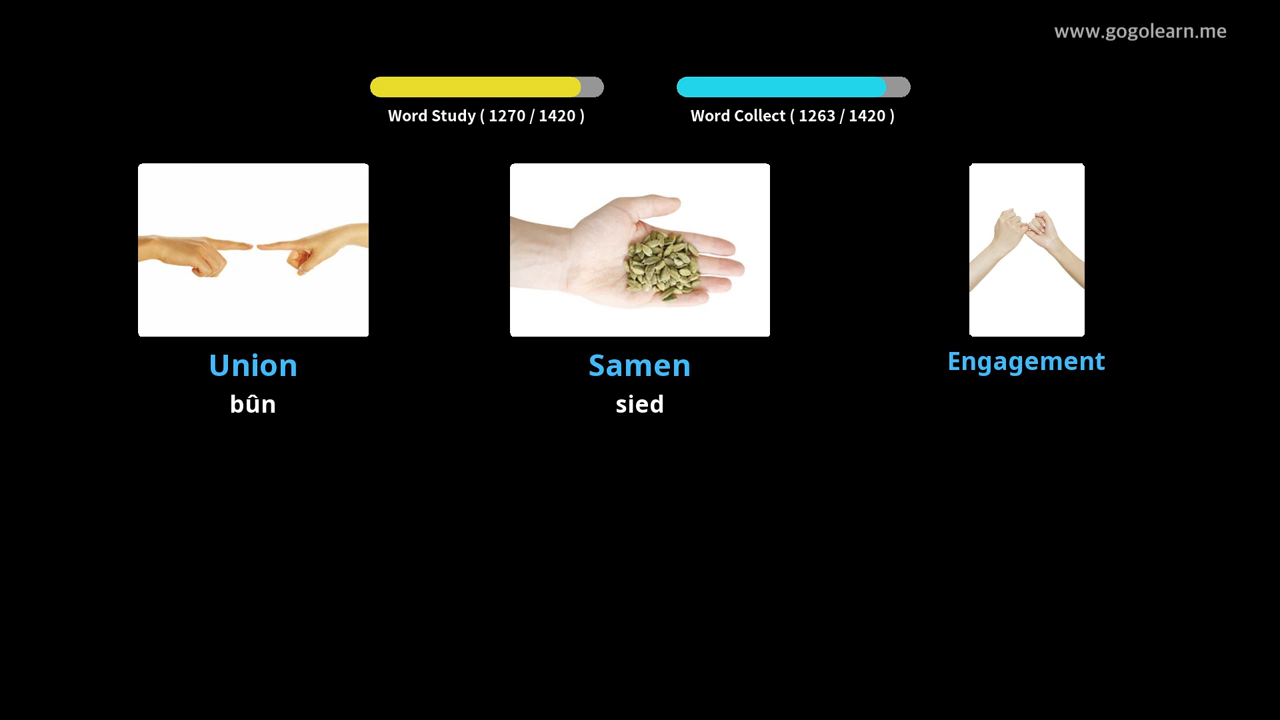 www.gogolearn.me
Word Study ( 1270 / 1420 )
Word Collect ( 1263 / 1420 )
Union
Samen
Engagement
bûn
sied